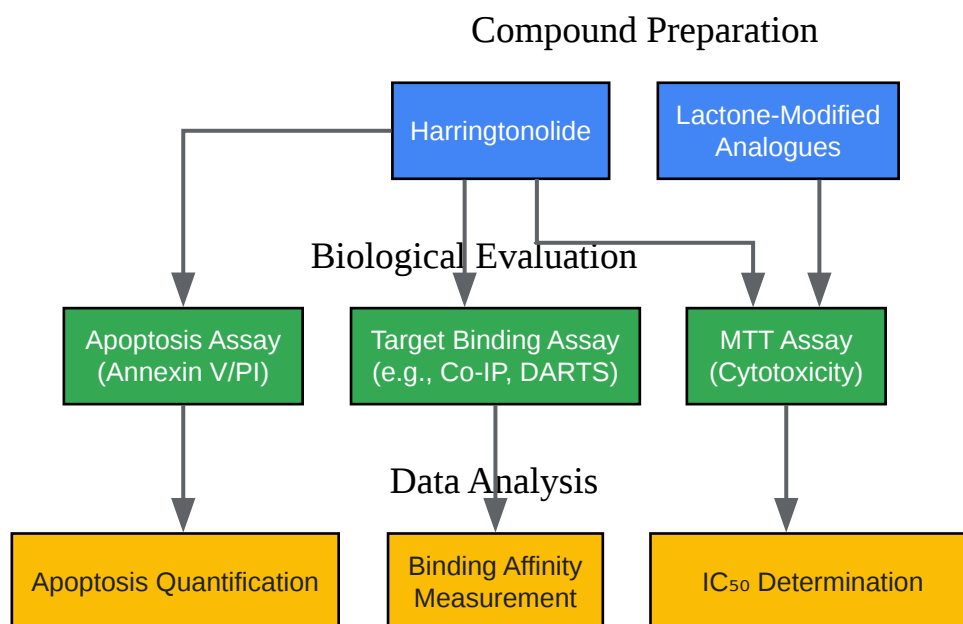 Compound Preparation
Harringtonolide
Lactone-Modified
Analogues
Biological Evaluation
Apoptosis Assay
(Annexin V/PI)
Target Binding Assay
(e.g., Co-IP, DARTS)
MTT Assay
(Cytotoxicity)
Data Analysis
Apoptosis Quantification
Binding Affinity
Measurement
IC₅₀ Determination